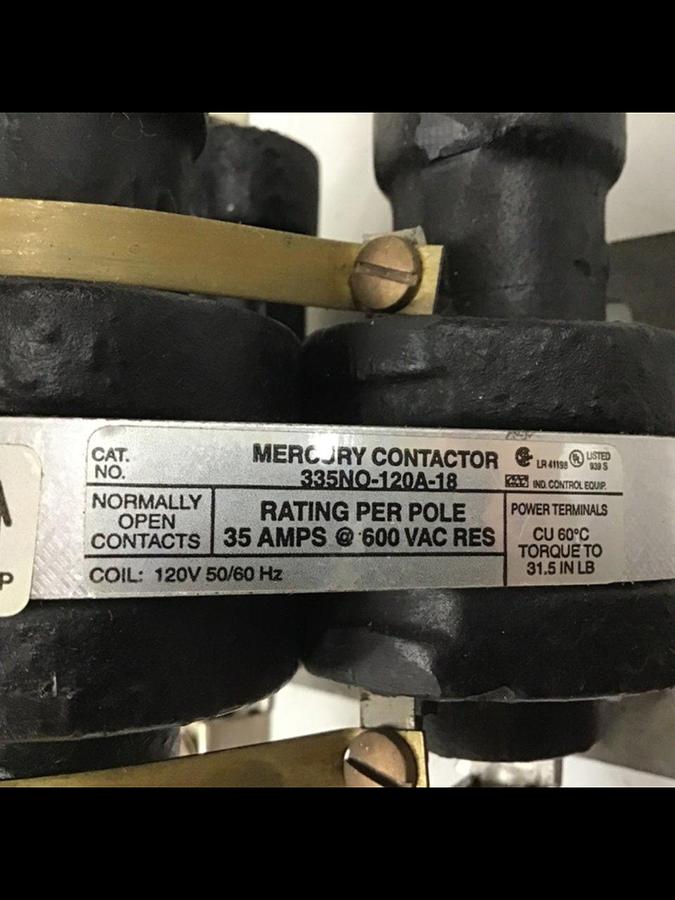 CAT.
NO.
MERCURY CONTACTOR
335NO-120A-18
LR 41198
LISTED
939 S
IND. CONTROL EQUIP.
NORMALLY
OPEN
CONTACTS
RATING PER POLE
35 AMPS @ 600 VAC RES
POWER TERMINALS
CU 60°C
TORQUE TO
31.5 IN LB
COIL: 120V 50/60 Hz
P